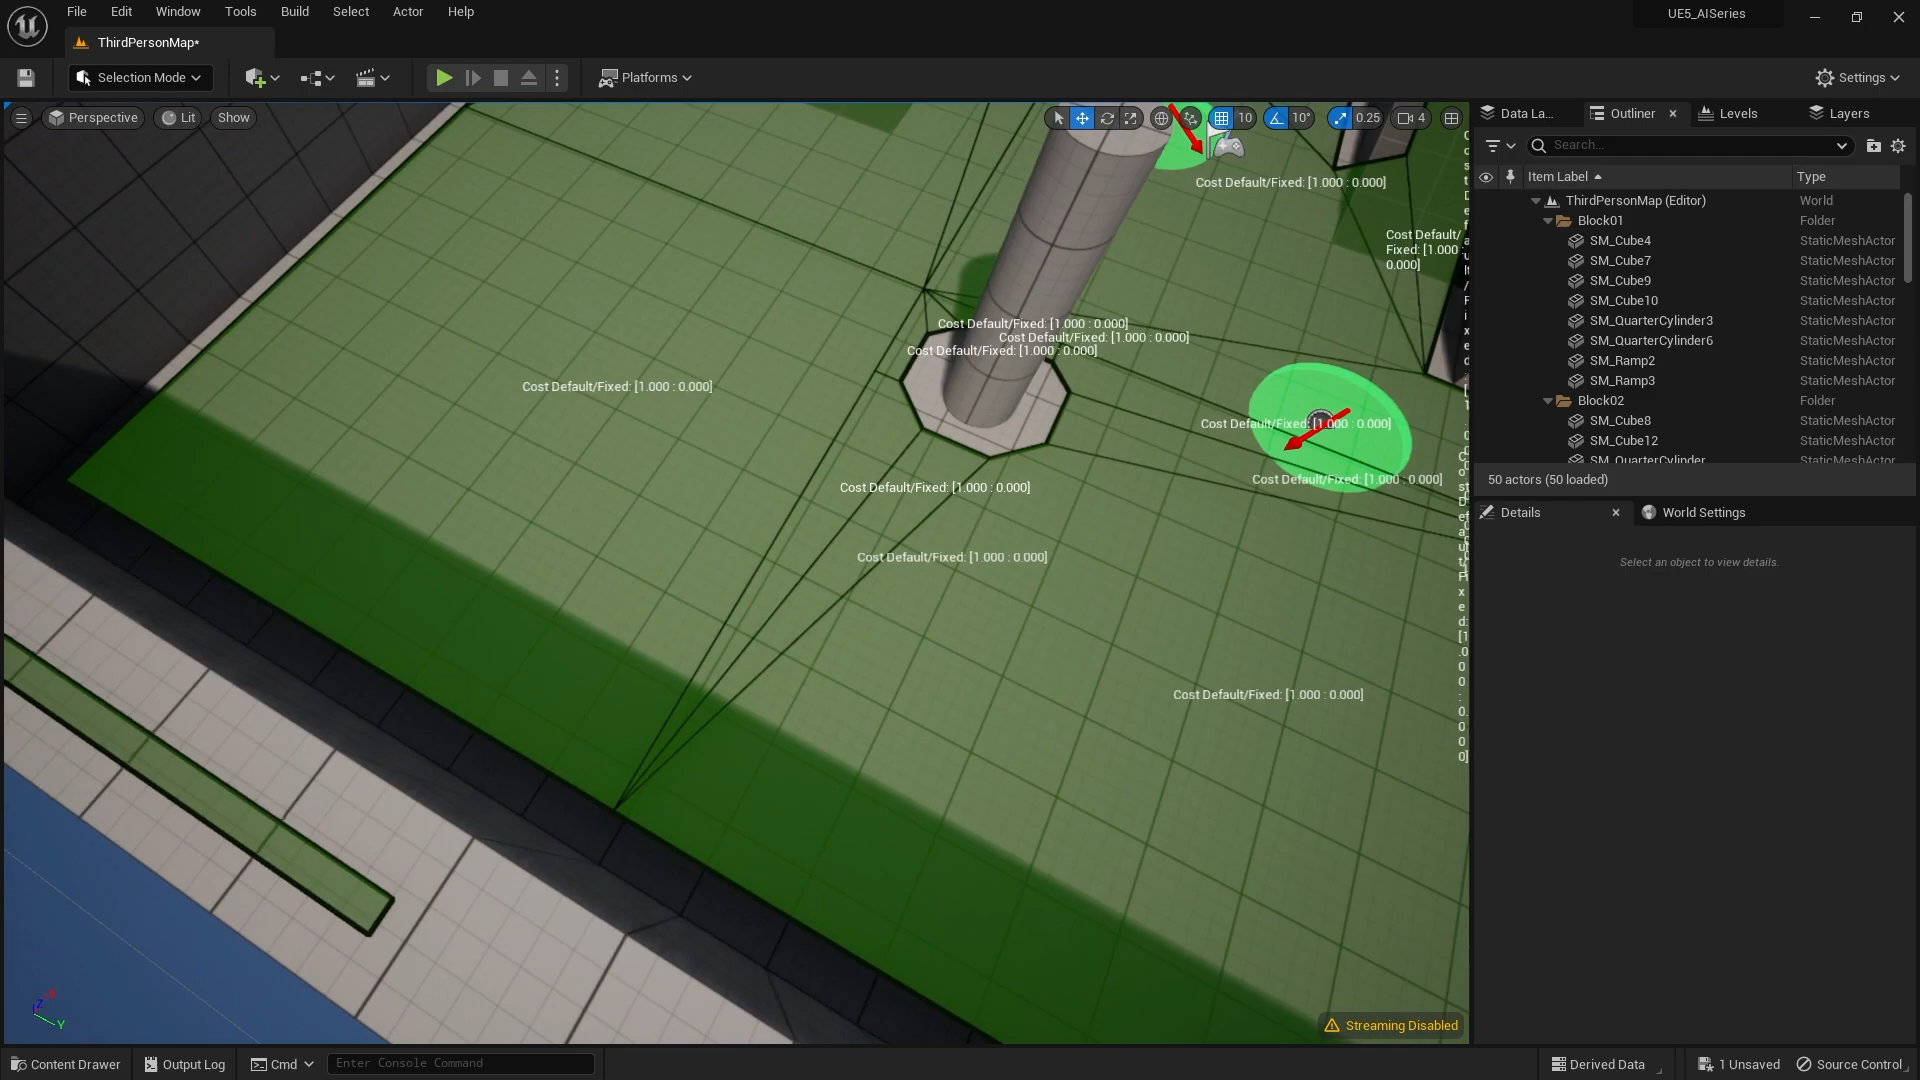 File Edit Window Tools Build Select Actor Help
UE5_AISeries
ThirdPersonMap*
Selection Mode
Platforms
Settings
Perspective Lit Show
10 10° 0.25 4
Cost Default/Fixed: [1.000 : 0.000]
Cost Default/
Fixed: [1.000 :
0.000]
Cost Default/Fixed: [1.000 : 0.000]
Cost Default/Fixed: [1.000 : 0.000]
Cost Default/Fixed: [1.000 : 0.000]
Cost Default/Fixed: [1.000 : 0.000]
Cost Default/Fixed: [1.000 : 0.000]
Cost Default/Fixed: [1.000 : 0.000]
Cost Default/Fixed: [1.000 : 0.000]
Cost Default/Fixed: [1.000 : 0.000]
Cost Default/Fixed: [1.000 : 0.000]
Z
X
Y
Streaming Disabled
Data La...
Outliner
Levels
Layers
Search...
Item Label Type
ThirdPersonMap (Editor) World
Block01 Folder
SM_Cube4 StaticMeshActor
SM_Cube7 StaticMeshActor
SM_Cube9 StaticMeshActor
SM_Cube10 StaticMeshActor
SM_QuarterCylinder3 StaticMeshActor
SM_QuarterCylinder6 StaticMeshActor
SM_Ramp2 StaticMeshActor
SM_Ramp3 StaticMeshActor
Block02 Folder
SM_Cube8 StaticMeshActor
SM_Cube12 StaticMeshActor
SM_QuarterCylinder StaticMeshActor
50 actors (50 loaded)
Details
World Settings
Select an object to view details.
Content Drawer
Output Log
Cmd
Enter Console Command
Derived Data
1 Unsaved
Source Control